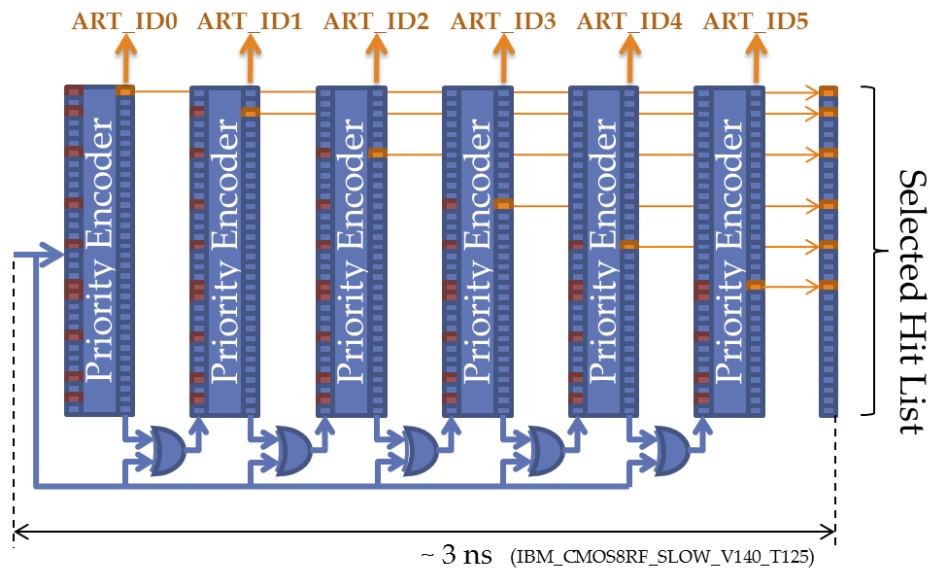 ART_ID0 ART_ID1 ART_ID2 ART_ID3 ART_ID4 ART_ID5
Priority Encoder
Priority Encoder
Priority Encoder
Priority Encoder
Priority Encoder
Priority Encoder
Selected Hit List
~ 3 ns (IBM_CMOS8RF_SLOW_V140_T125)